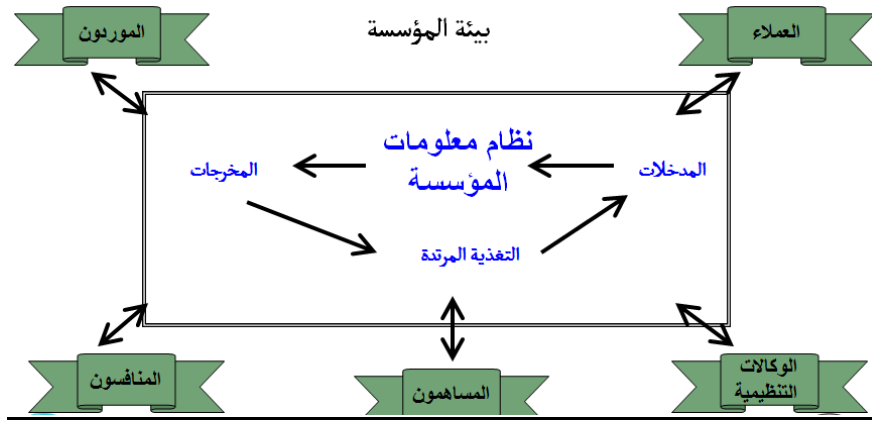 العملاء
بيئة المؤسسة
الموردون
نظام معلومات
المؤسسة
المدخلات
المخرجات
التغذية المرتدة
الوكالات
التنظيمية
المساهمون
المنافسون